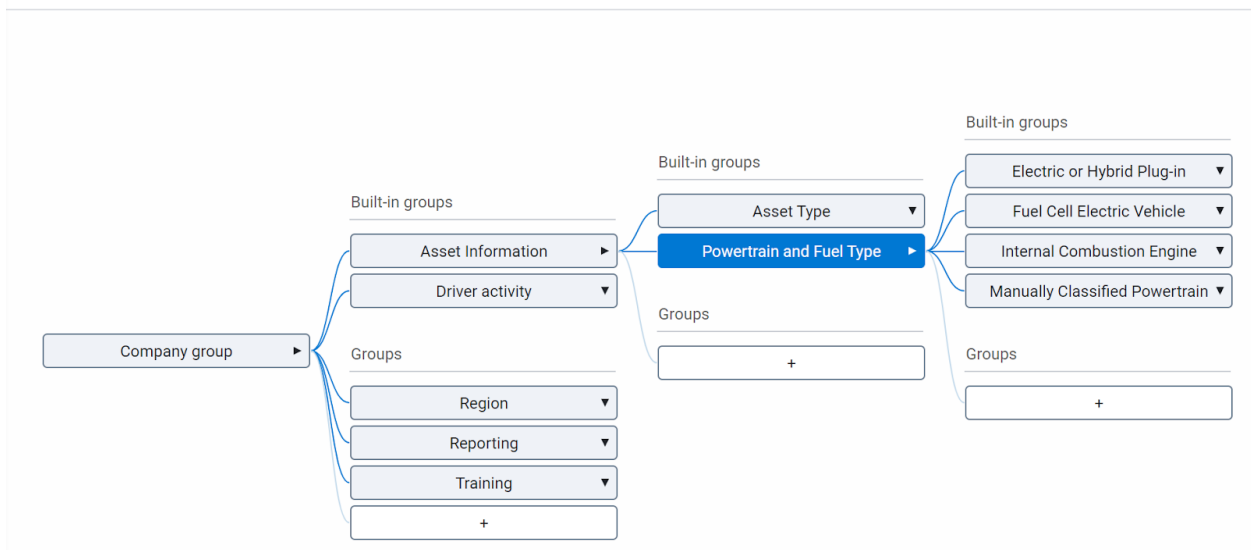 Company group ►
Built-in groups
Asset Information ►
Driver activity ▼
Groups
Region ▼
Reporting ▼
Training ▼
+
Built-in groups
Asset Type ▼
Powertrain and Fuel Type ►
Groups
+
Built-in groups
Electric or Hybrid Plug-in ▼
Fuel Cell Electric Vehicle ▼
Internal Combustion Engine ▼
Manually Classified Powertrain ▼
Groups
+